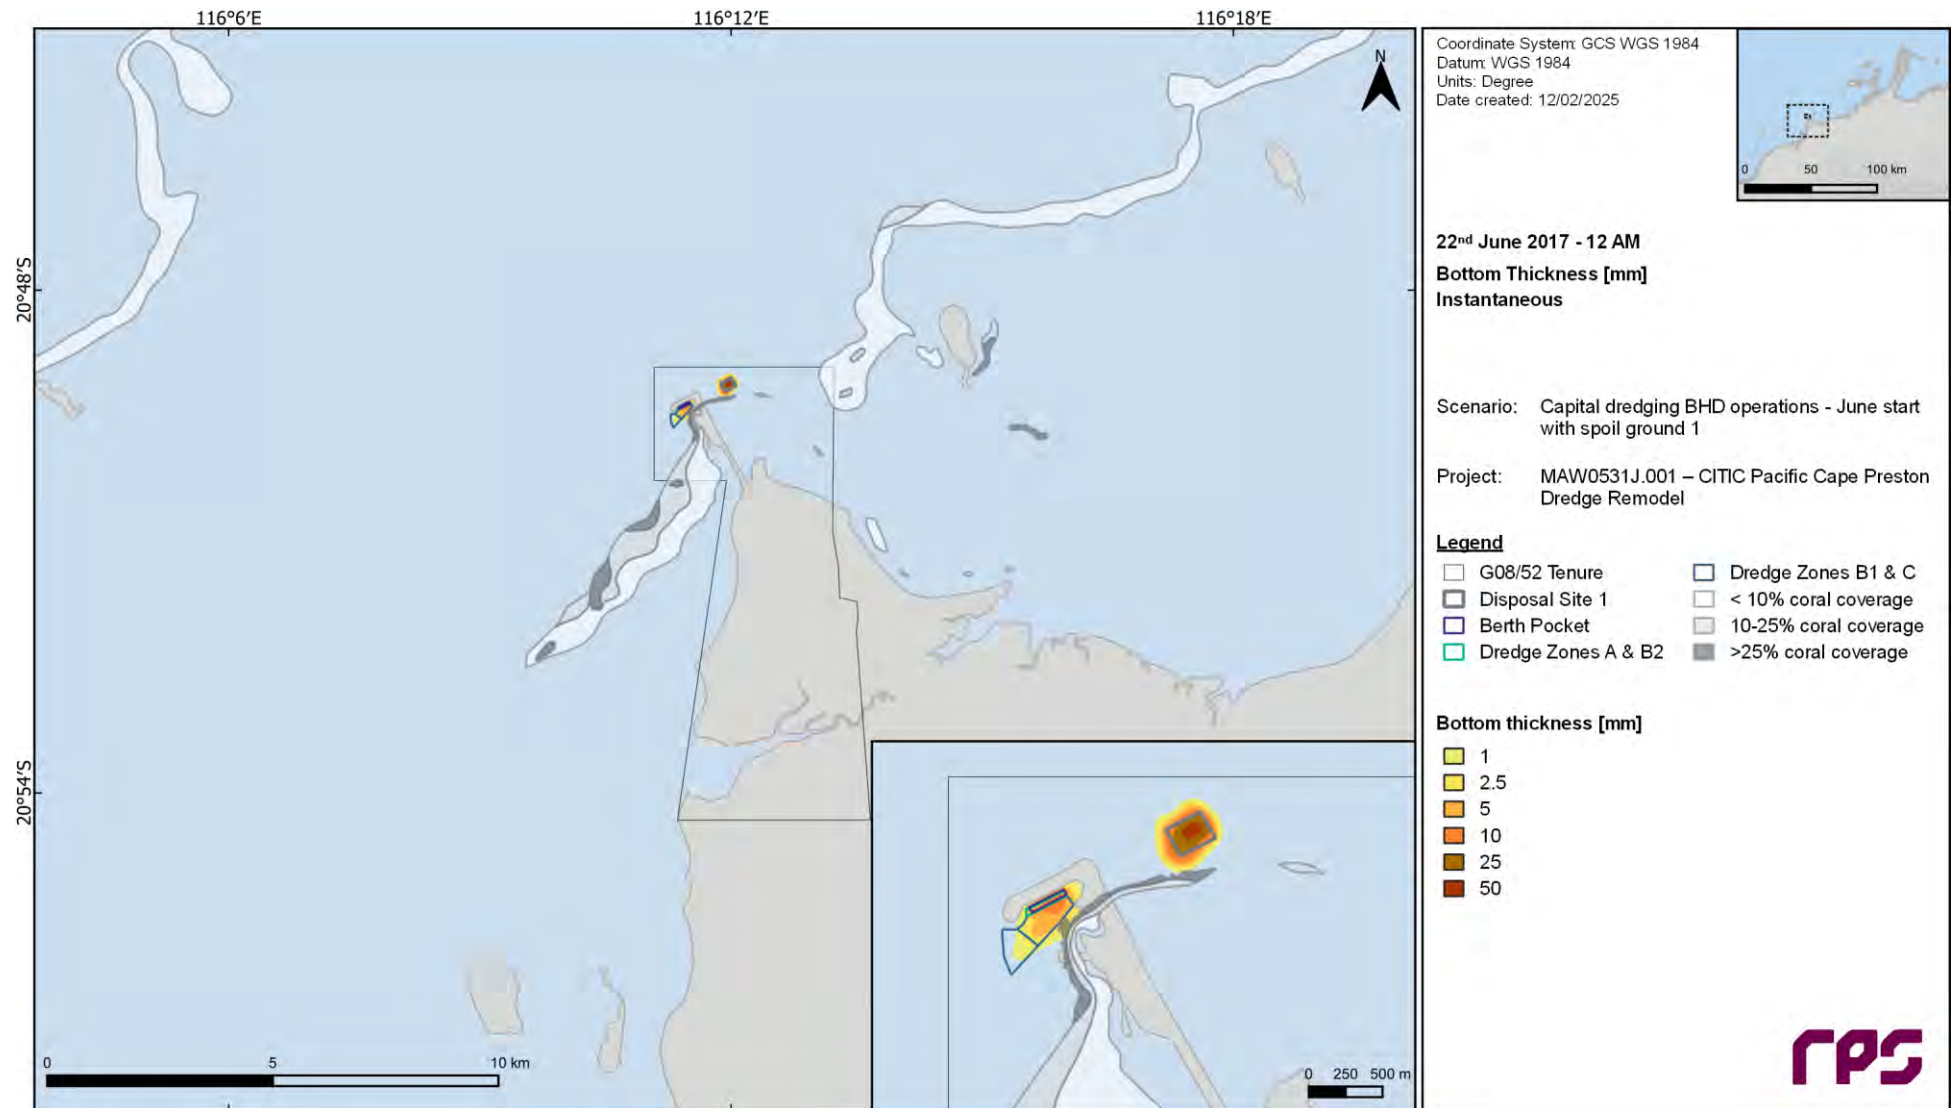 116°6'E
116°12'E
116°18'E
20°48'S
20°54'S
N
0 5 10 km
0 250 500 m
Coordinate System: GCS WGS 1984
Datum: WGS 1984
Units: Degree
Date created: 12/02/2025
0 50 100 km
22nd June 2017 - 12 AM
Bottom Thickness [mm]
Instantaneous
Scenario: Capital dredging BHD operations - June start
with spoil ground 1
Project: MAW0531J.001 – CITIC Pacific Cape Preston
Dredge Remodel
Legend
G08/52 Tenure
Disposal Site 1
Berth Pocket
Dredge Zones A & B2
Dredge Zones B1 & C
< 10% coral coverage
10-25% coral coverage
>25% coral coverage
Bottom thickness [mm]
1
2.5
5
10
25
50
rps